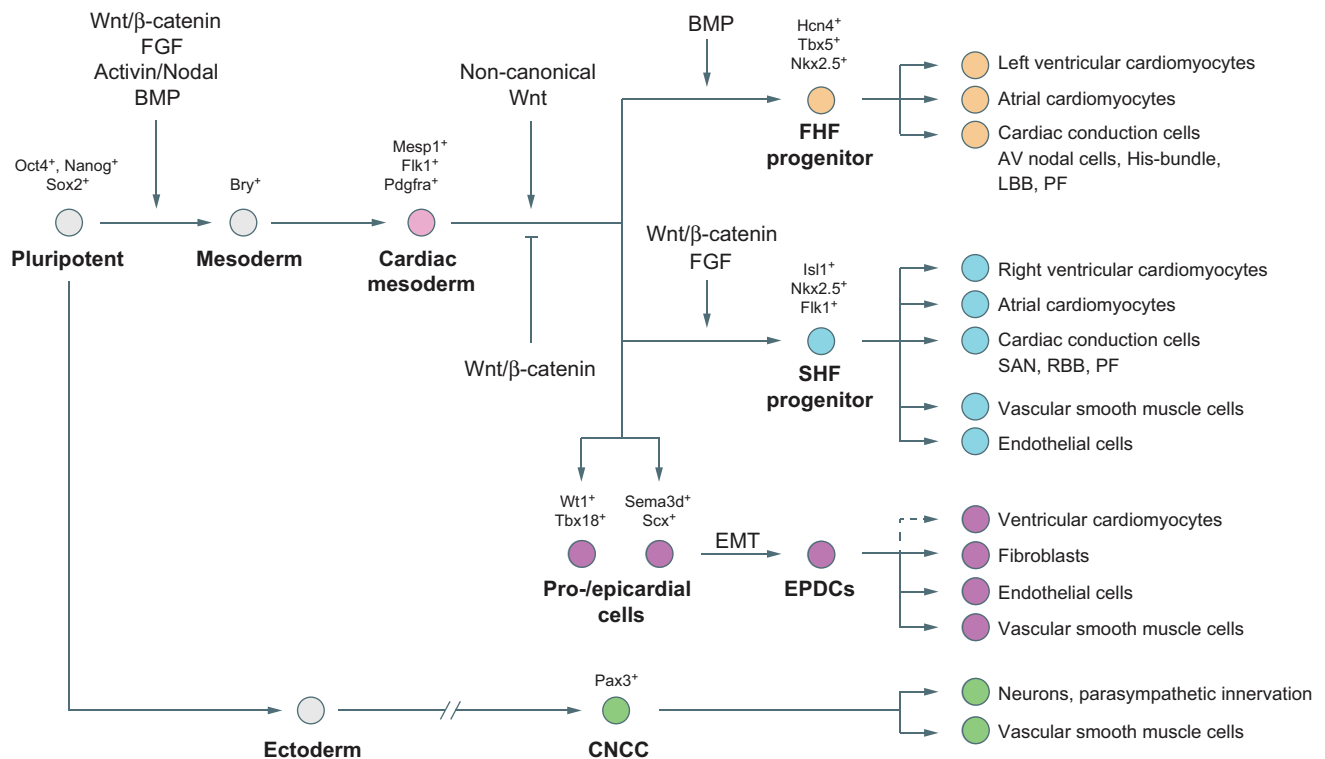 Wnt/β-catenin
FGF
Activin/Nodal
BMP
Oct4⁺, Nanog⁺
Sox2⁺
Pluripotent
Bry⁺
Mesoderm
Mesp1⁺
Flk1⁺
Pdgfra⁺
Cardiac
mesoderm
Non-canonical
Wnt
Wnt/β-catenin
BMP
Hcn4⁺
Tbx5⁺
Nkx2.5⁺
FHF
progenitor
Left ventricular cardiomyocytes
Atrial cardiomyocytes
Cardiac conduction cells
AV nodal cells, His-bundle,
LBB, PF
Wnt/β-catenin
FGF
Isl1⁺
Nkx2.5⁺
Flk1⁺
SHF
progenitor
Right ventricular cardiomyocytes
Atrial cardiomyocytes
Cardiac conduction cells
SAN, RBB, PF
Vascular smooth muscle cells
Endothelial cells
Wt1⁺
Tbx18⁺
Sema3d⁺
Scx⁺
Pro-/epicardial
cells
EMT
EPDCs
Ventricular cardiomyocytes
Fibroblasts
Endothelial cells
Vascular smooth muscle cells
Ectoderm
Pax3⁺
CNCC
Neurons, parasympathetic innervation
Vascular smooth muscle cells